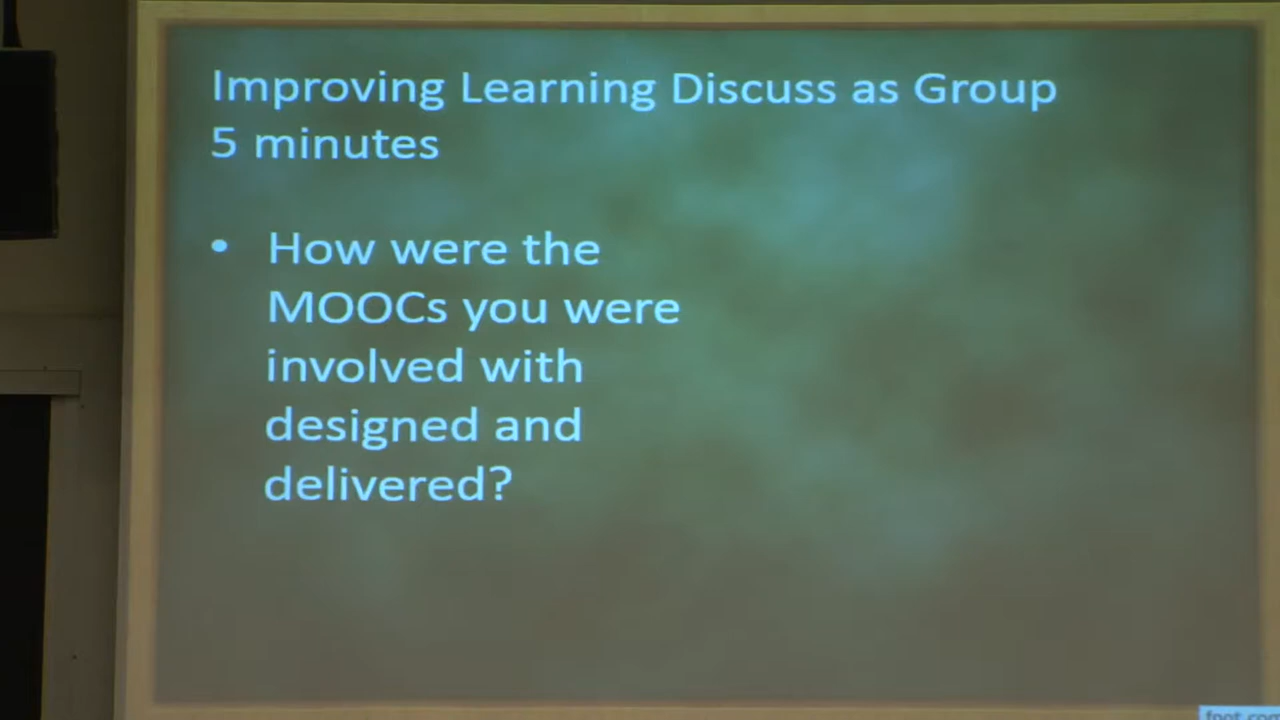 Improving Learning Discuss as Group
5 minutes
• How were the
MOOCs you were
involved with
designed and
delivered?